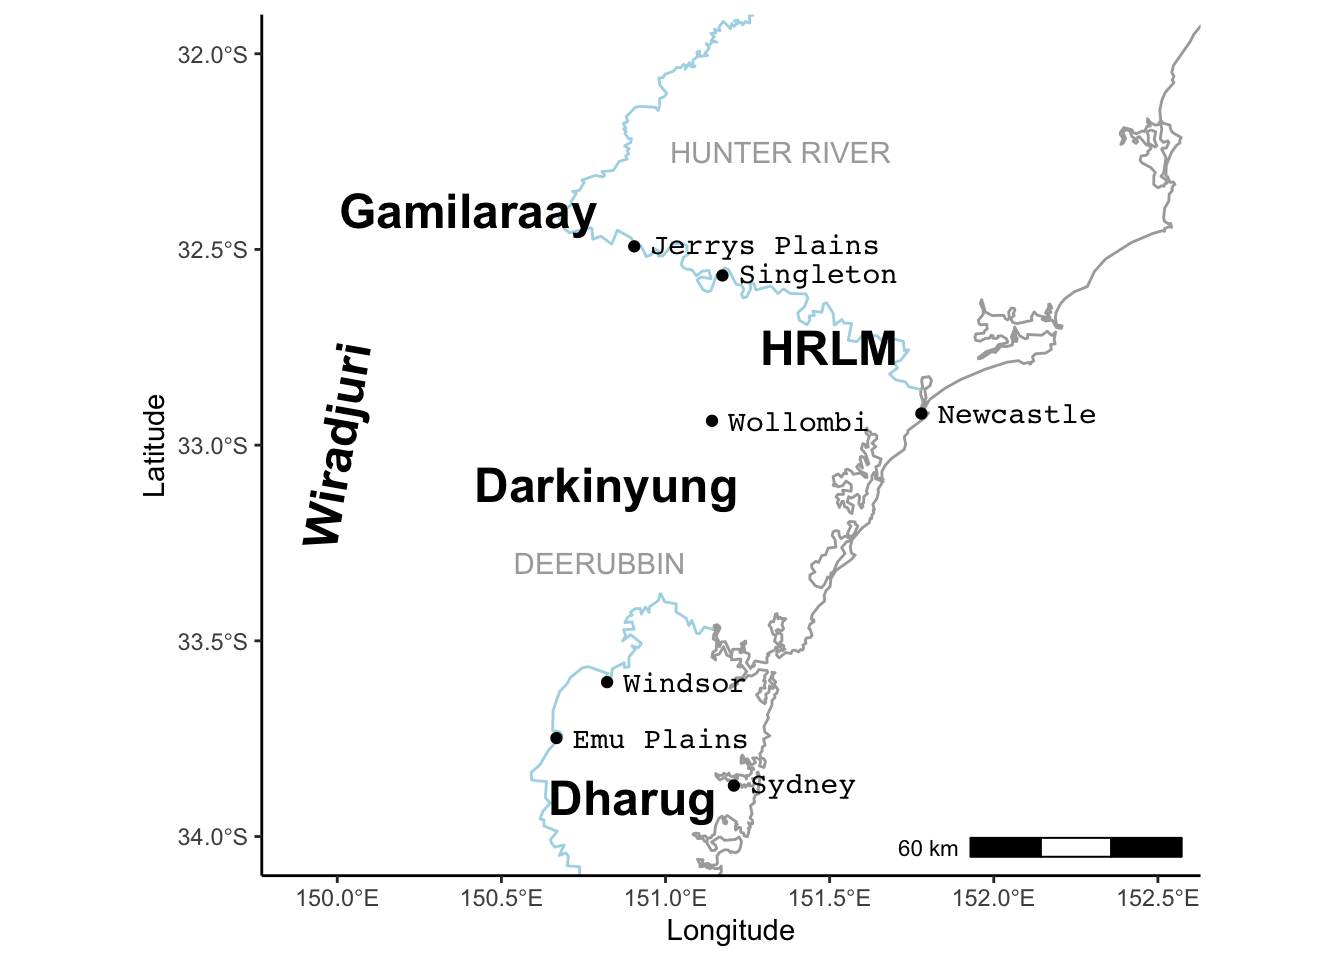 32.0°S
HUNTER RIVER
Gamilaraay
32.5°S
Jerrys Plains
Singleton
HRLM
Wiradjuri
Latitude
Wollombi
Newcastle
33.0°S
Darkinyung
DEERUBBIN
33.5°S
Windsor
Emu Plains
Sydney
Dharug
34.0°S
60 km
150.0°E
150.5°E
151.0°E
151.5°E
152.0°E
152.5°E
Longitude